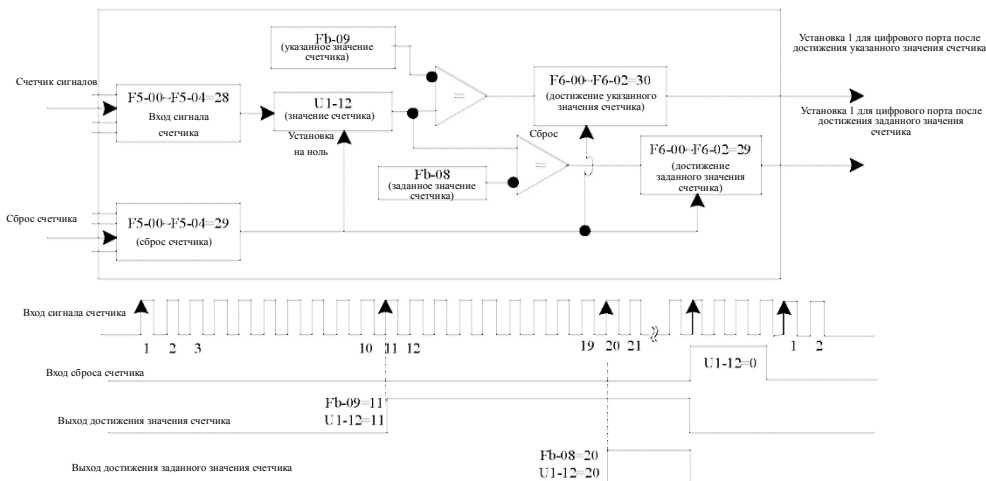 Fb-09
(указанное значение
счетчика)
Установка 1 для цифрового порта после
достижения указанного значения счетчика
Счетчик сигналов
F5-00~F5-04=28
Вход сигнала
счетчика
U1-12
(значение счетчика)
=
F6-00~F6-02=30
(достижение указанного
значения счетчика)
Установка 1 для цифрового порта после
достижения заданного значения
счетчика
Установка
на ноль
Сброс
=
F6-00~F6-02=29
(достижение
заданного значения
счетчика)
Fb-08
(заданное значение
счетчика)
Сброс счетчика
F5-00~F5-04=29
(сброс счетчика)
Вход сигнала счетчика
1 2 3 10 11 12 19 20 21 1 2
Вход сброса счетчика
U1-12=0
Fb-09=11
U1-12=11
Выход достижения значения счетчика
Fb-08=20
U1-12=20
Выход достижения заданного значения счетчика